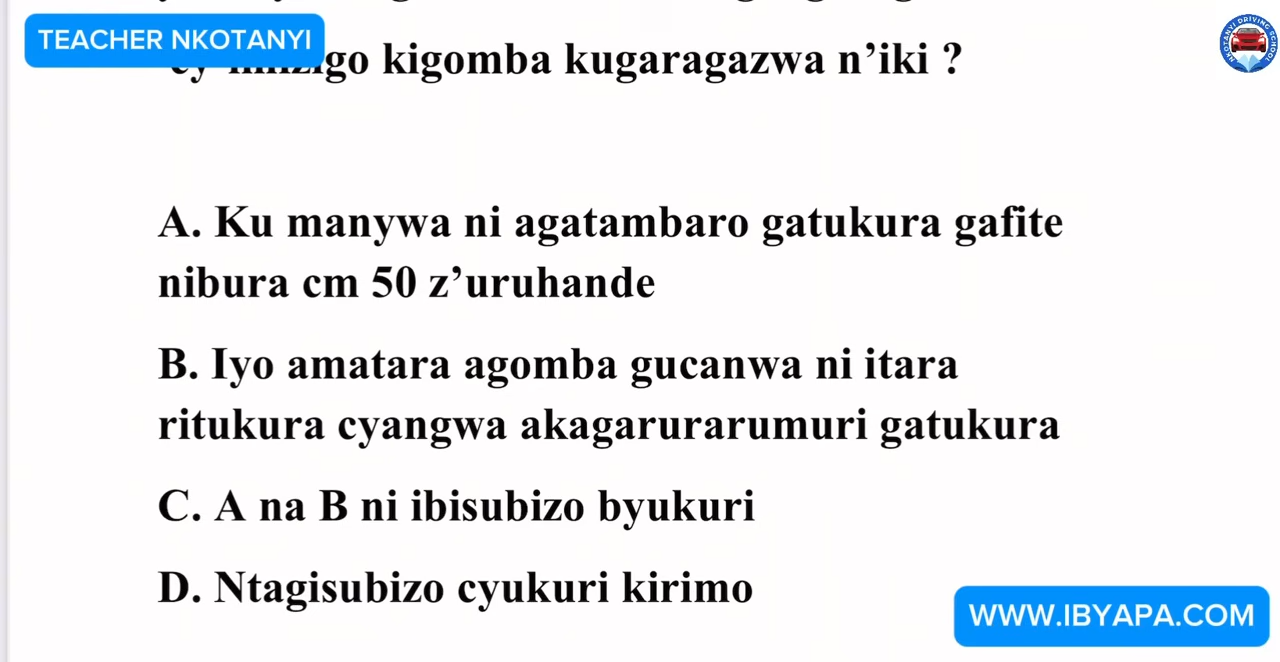 TEACHER NKOTANYI
kigomba kugaragazwa n’iki ?
A. Ku manywa ni agatambaro gatukura gafite
nibura cm 50 z’uruhande
B. Iyo amatara agomba gucanwa ni itara
ritukura cyangwa akagarurarumuri gatukura
C. A na B ni ibisubizo byukuri
D. Ntagisubizo cyukuri kirimo
WWW.IBYAPA.COM